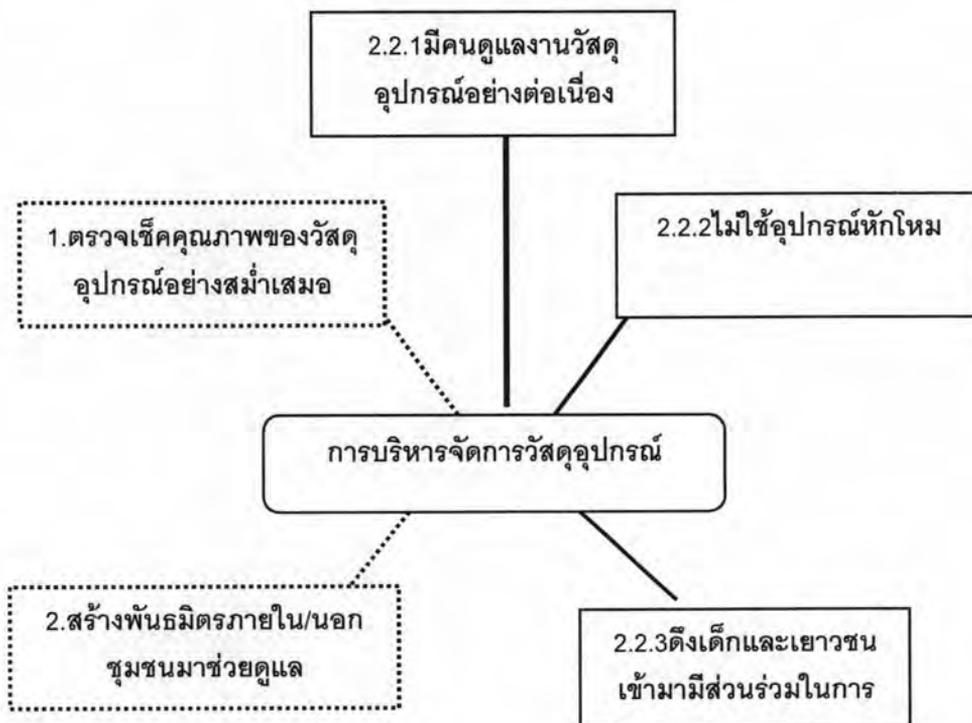 2.2.1มีคนดูแลงานวัสดุ
อุปกรณ์อย่างต่อเนื่อง
1.ตรวจเช็คคุณภาพของวัสดุ
อุปกรณ์อย่างสม่ำเสมอ
2.2.2ไม่ใช้อุปกรณ์หักโหม
การบริหารจัดการวัสดุอุปกรณ์
2.สร้างพันธมิตรภายใน/นอก
ชุมชนมาช่วยดูแล
2.2.3ดึงเด็กและเยาวชน
เข้ามามีส่วนร่วมในการ